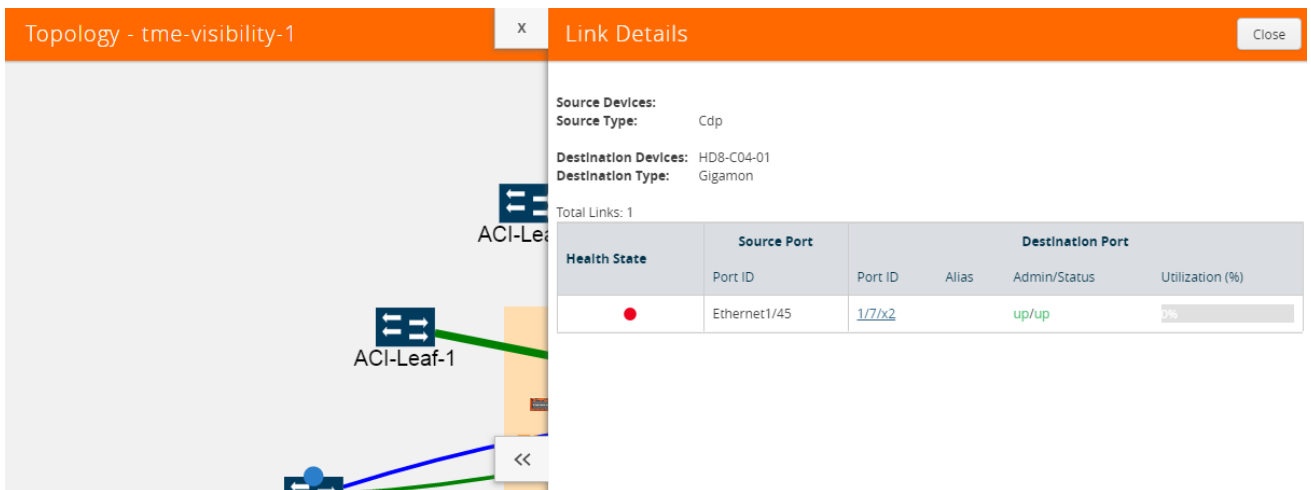 Topology - tme-visibility-1
x
Link Details
Close
Source Devices:
Source Type: Cdp
Destination Devices: HD8-C04-01
Destination Type: Gigamon
Total Links: 1
Health State
Source Port
Destination Port
Port ID
Port ID
Alias
Admin/Status
Utilization (%)
Ethernet1/45
1/7/x2
up/up
0%
ACI-Lea
ACI-Leaf-1
<<